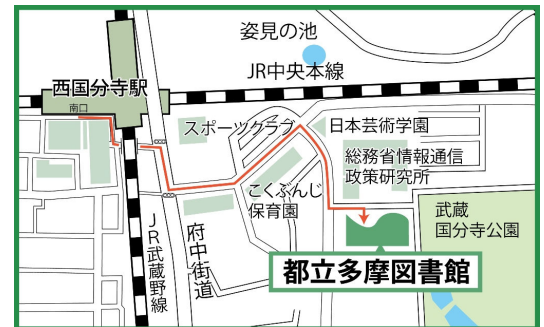 姿見の池
JR中央本線
西国分寺駅
南口
スポーツクラブ
日本芸術学園
総務省情報通信
政策研究所
こくぶんじ
保育園
武蔵
国分寺公園
府中街道
JR武蔵野線
都立多摩図書館